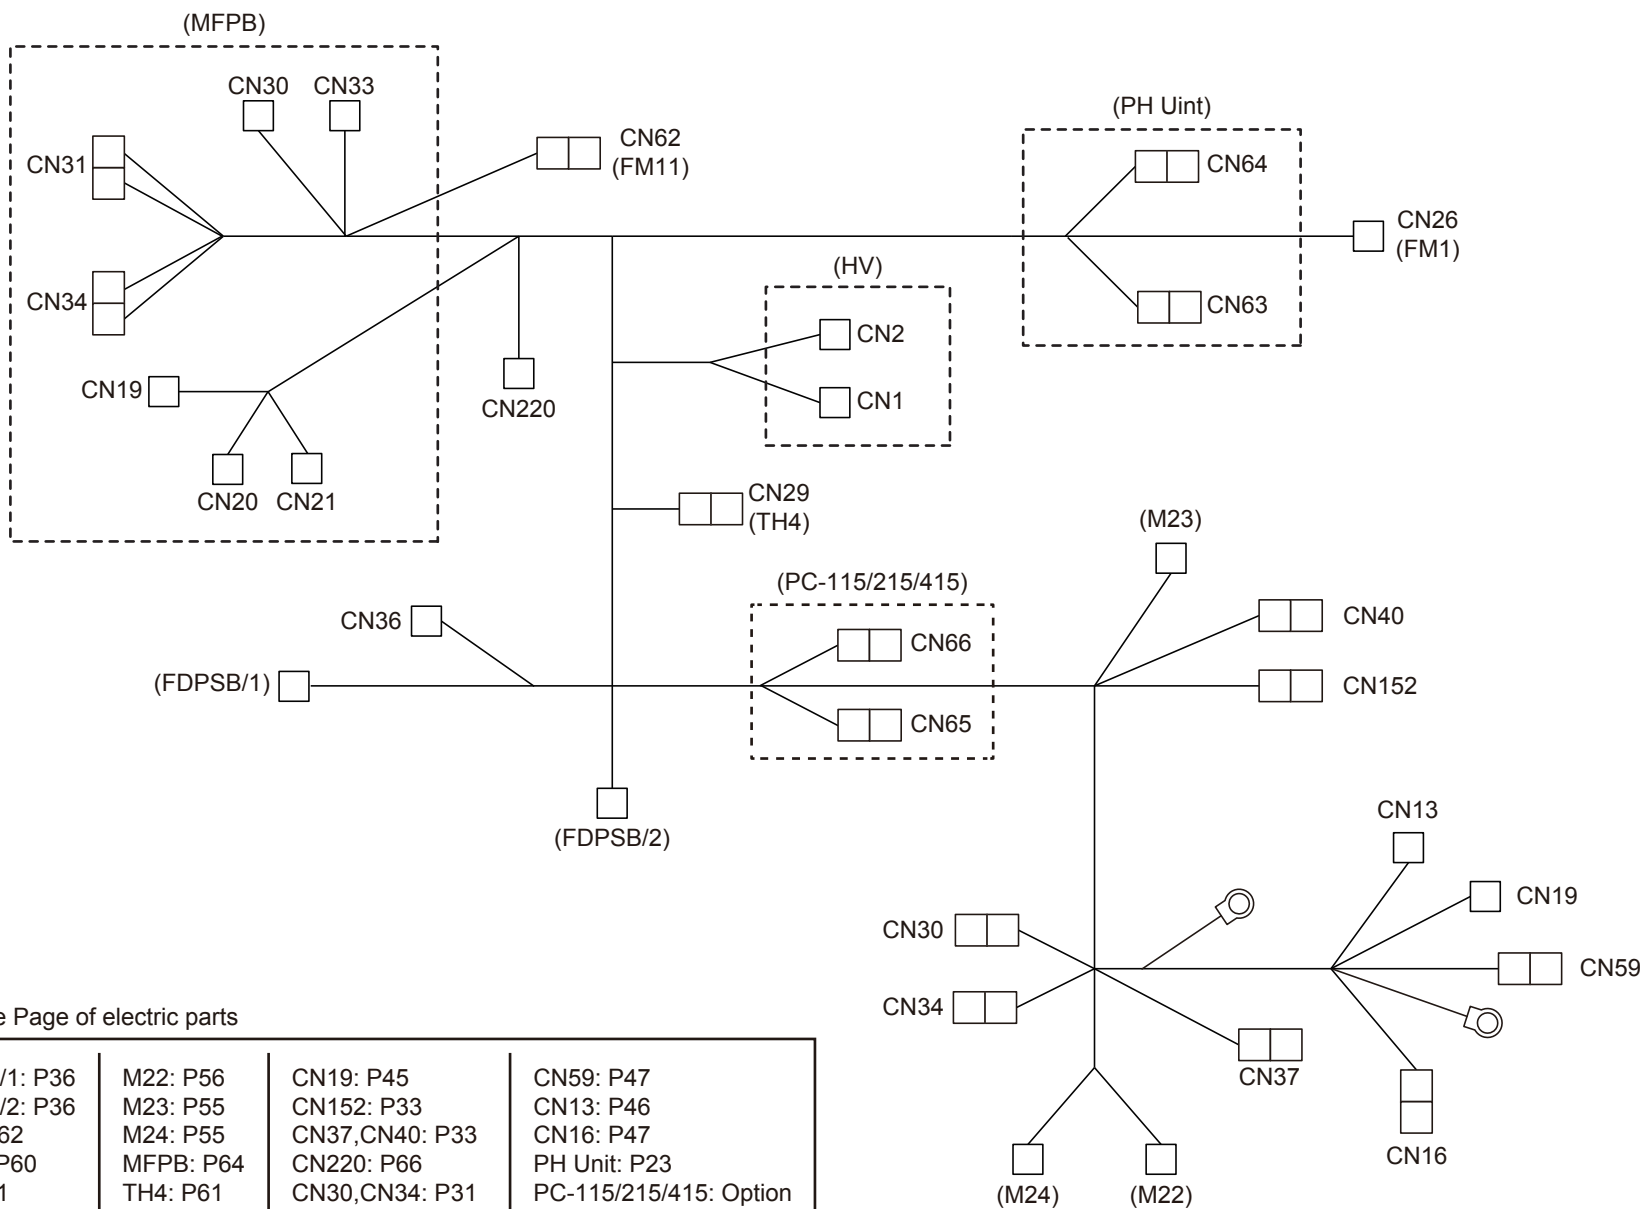 (MFPB)
CN30
CN33
CN31
CN62
(FM11)
(PH Uint)
CN64
CN26
(FM1)
CN63
CN34
(HV)
CN2
CN1
CN19
CN220
CN20
CN21
CN29
(TH4)
(M23)
(PC-115/215/415)
CN36
CN66
CN40
(FDPSB/1)
CN152
CN65
(FDPSB/2)
CN13
CN19
CN30
CN59
CN34
CN37
CN16
(M24)
(M22)
Page of electric parts
/1: P36
/2: P36
62
P60
1
M22: P56
M23: P55
M24: P55
MFPB: P64
TH4: P61
CN19: P45
CN152: P33
CN37,CN40: P33
CN220: P66
CN30,CN34: P31
CN59: P47
CN13: P46
CN16: P47
PH Unit: P23
PC-115/215/415: Option